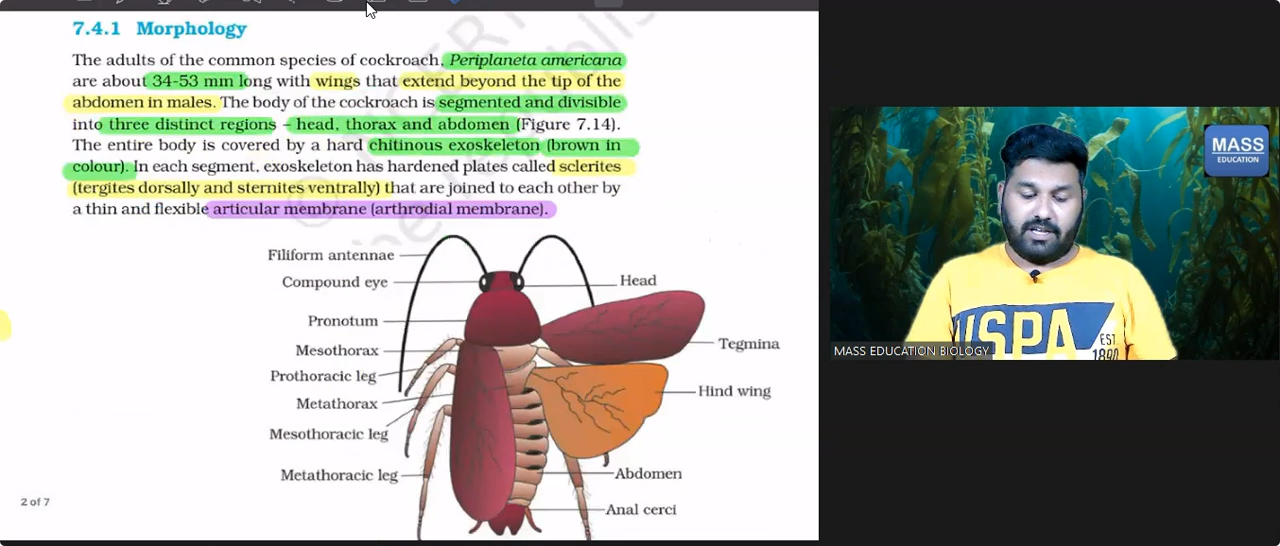 7.4.1 Morphology
The adults of the common species of cockroach, Periplaneta americana
are about 34-53 mm long with wings that extend beyond the tip of the
abdomen in males. The body of the cockroach is segmented and divisible
into three distinct regions – head, thorax and abdomen (Figure 7.14).
The entire body is covered by a hard chitinous exoskeleton (brown in
colour). In each segment, exoskeleton has hardened plates called sclerites
(tergites dorsally and sternites ventrally) that are joined to each other by
a thin and flexible articular membrane (arthrodial membrane).
Filiform antennae
Compound eye
Head
Pronotum
Mesothorax
Tegmina
Prothoracic leg
Hind wing
Metathorax
Mesothoracic leg
Metathoracic leg
Abdomen
Anal cerci
2 of 7
MASS
EDUCATION
USPA
EST.
1890
MASS EDUCATION BIOLOGY